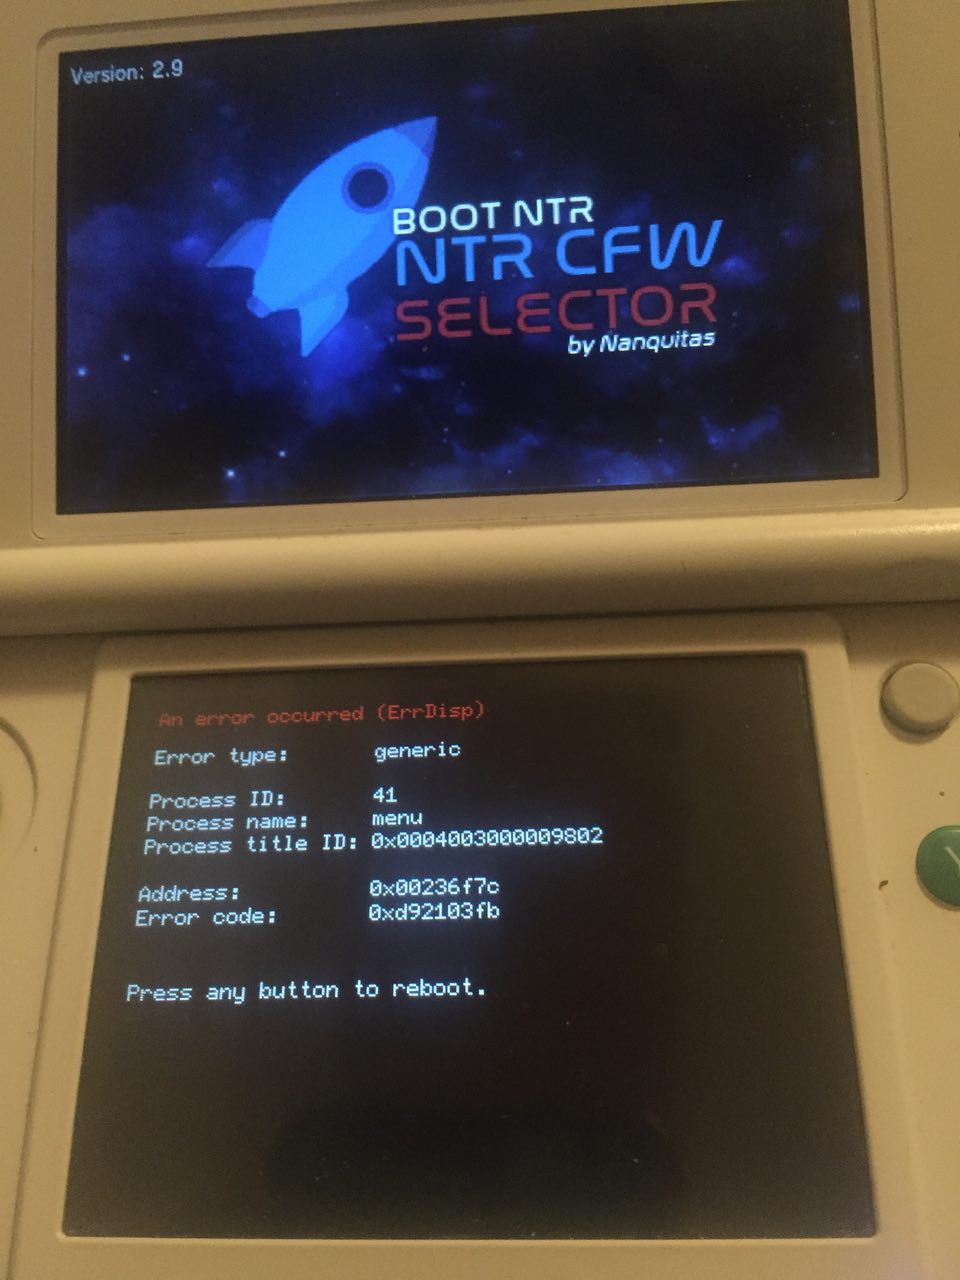 Version: 2.9
BOOT NTR
NTR CFW
SELECTOR
by Nanquitas
An error occurred (ErrDisp)
Error type: generic
Process ID: 41
Process name: menu
Process title ID: 0x0004003000009802
Address: 0x00236f7c
Error code: 0xd92103fb
Press any button to reboot.
Y